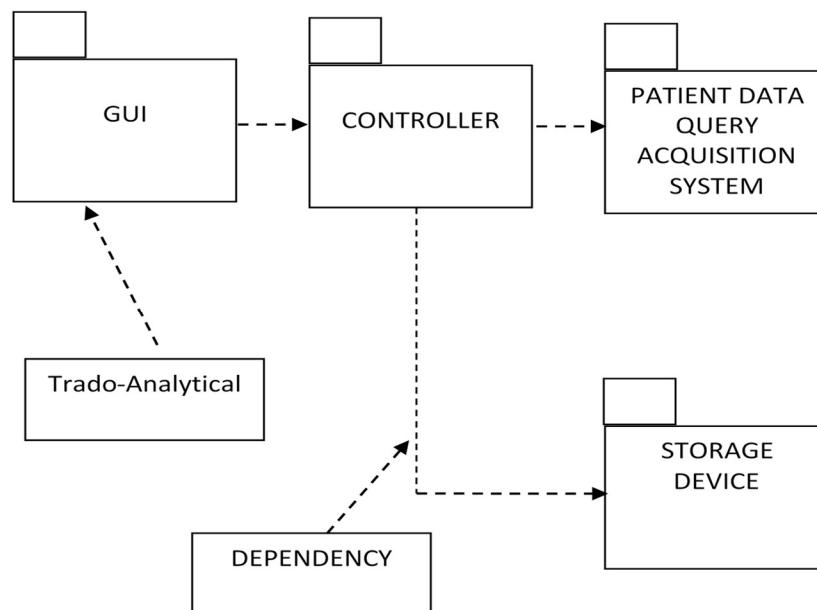 GUI
CONTROLLER
PATIENT DATA
QUERY
ACQUISITION
SYSTEM
Trado-Analytical
STORAGE
DEVICE
DEPENDENCY